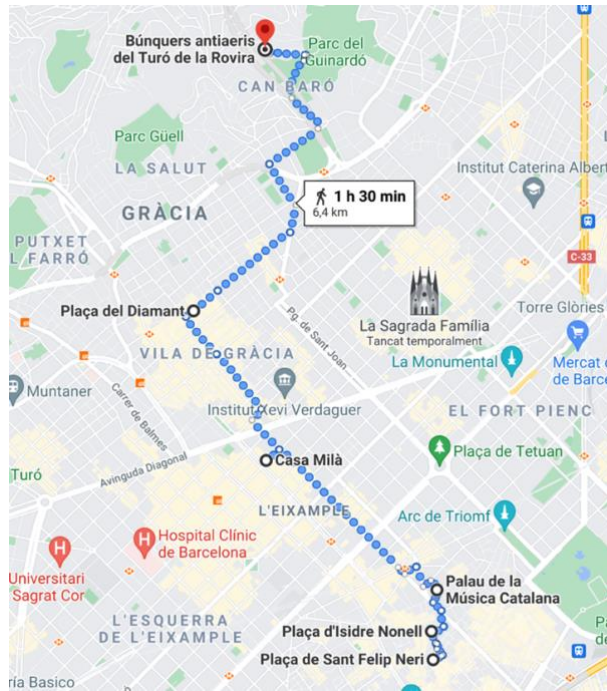 Búnquers antiaeris
del Turó de la Rovira
Parc del
Guinardó
CAN BARÓ
Parc Güell
LA SALUT
Institut Caterina Albert
1 h 30 min
6,4 km
GRÀCIA
PUTXET
L FARRÓ
C-33
Torre Glòries
Plaça del Diamant
Pg. de Sant Joan
La Sagrada Família
Tancat temporalment
VILA DE GRÀCIA
La Monumental
Mercat
de Barce
Muntaner
Carrer de Balmes
Institut Xevi Verdaguer
EL FORT PIENC
Avinguda Diagonal
Casa Milà
Plaça de Tetuan
Turó
L'EIXAMPLE
Arc de Triomf
Hospital Clínic
de Barcelona
Universitari
Sagrat Cor
Palau de la
Música Catalana
L'ESQUERRA
DE L'EIXAMPLE
Plaça d'Isidre Nonell
Plaça de Sant Felip Neri
ría Basico